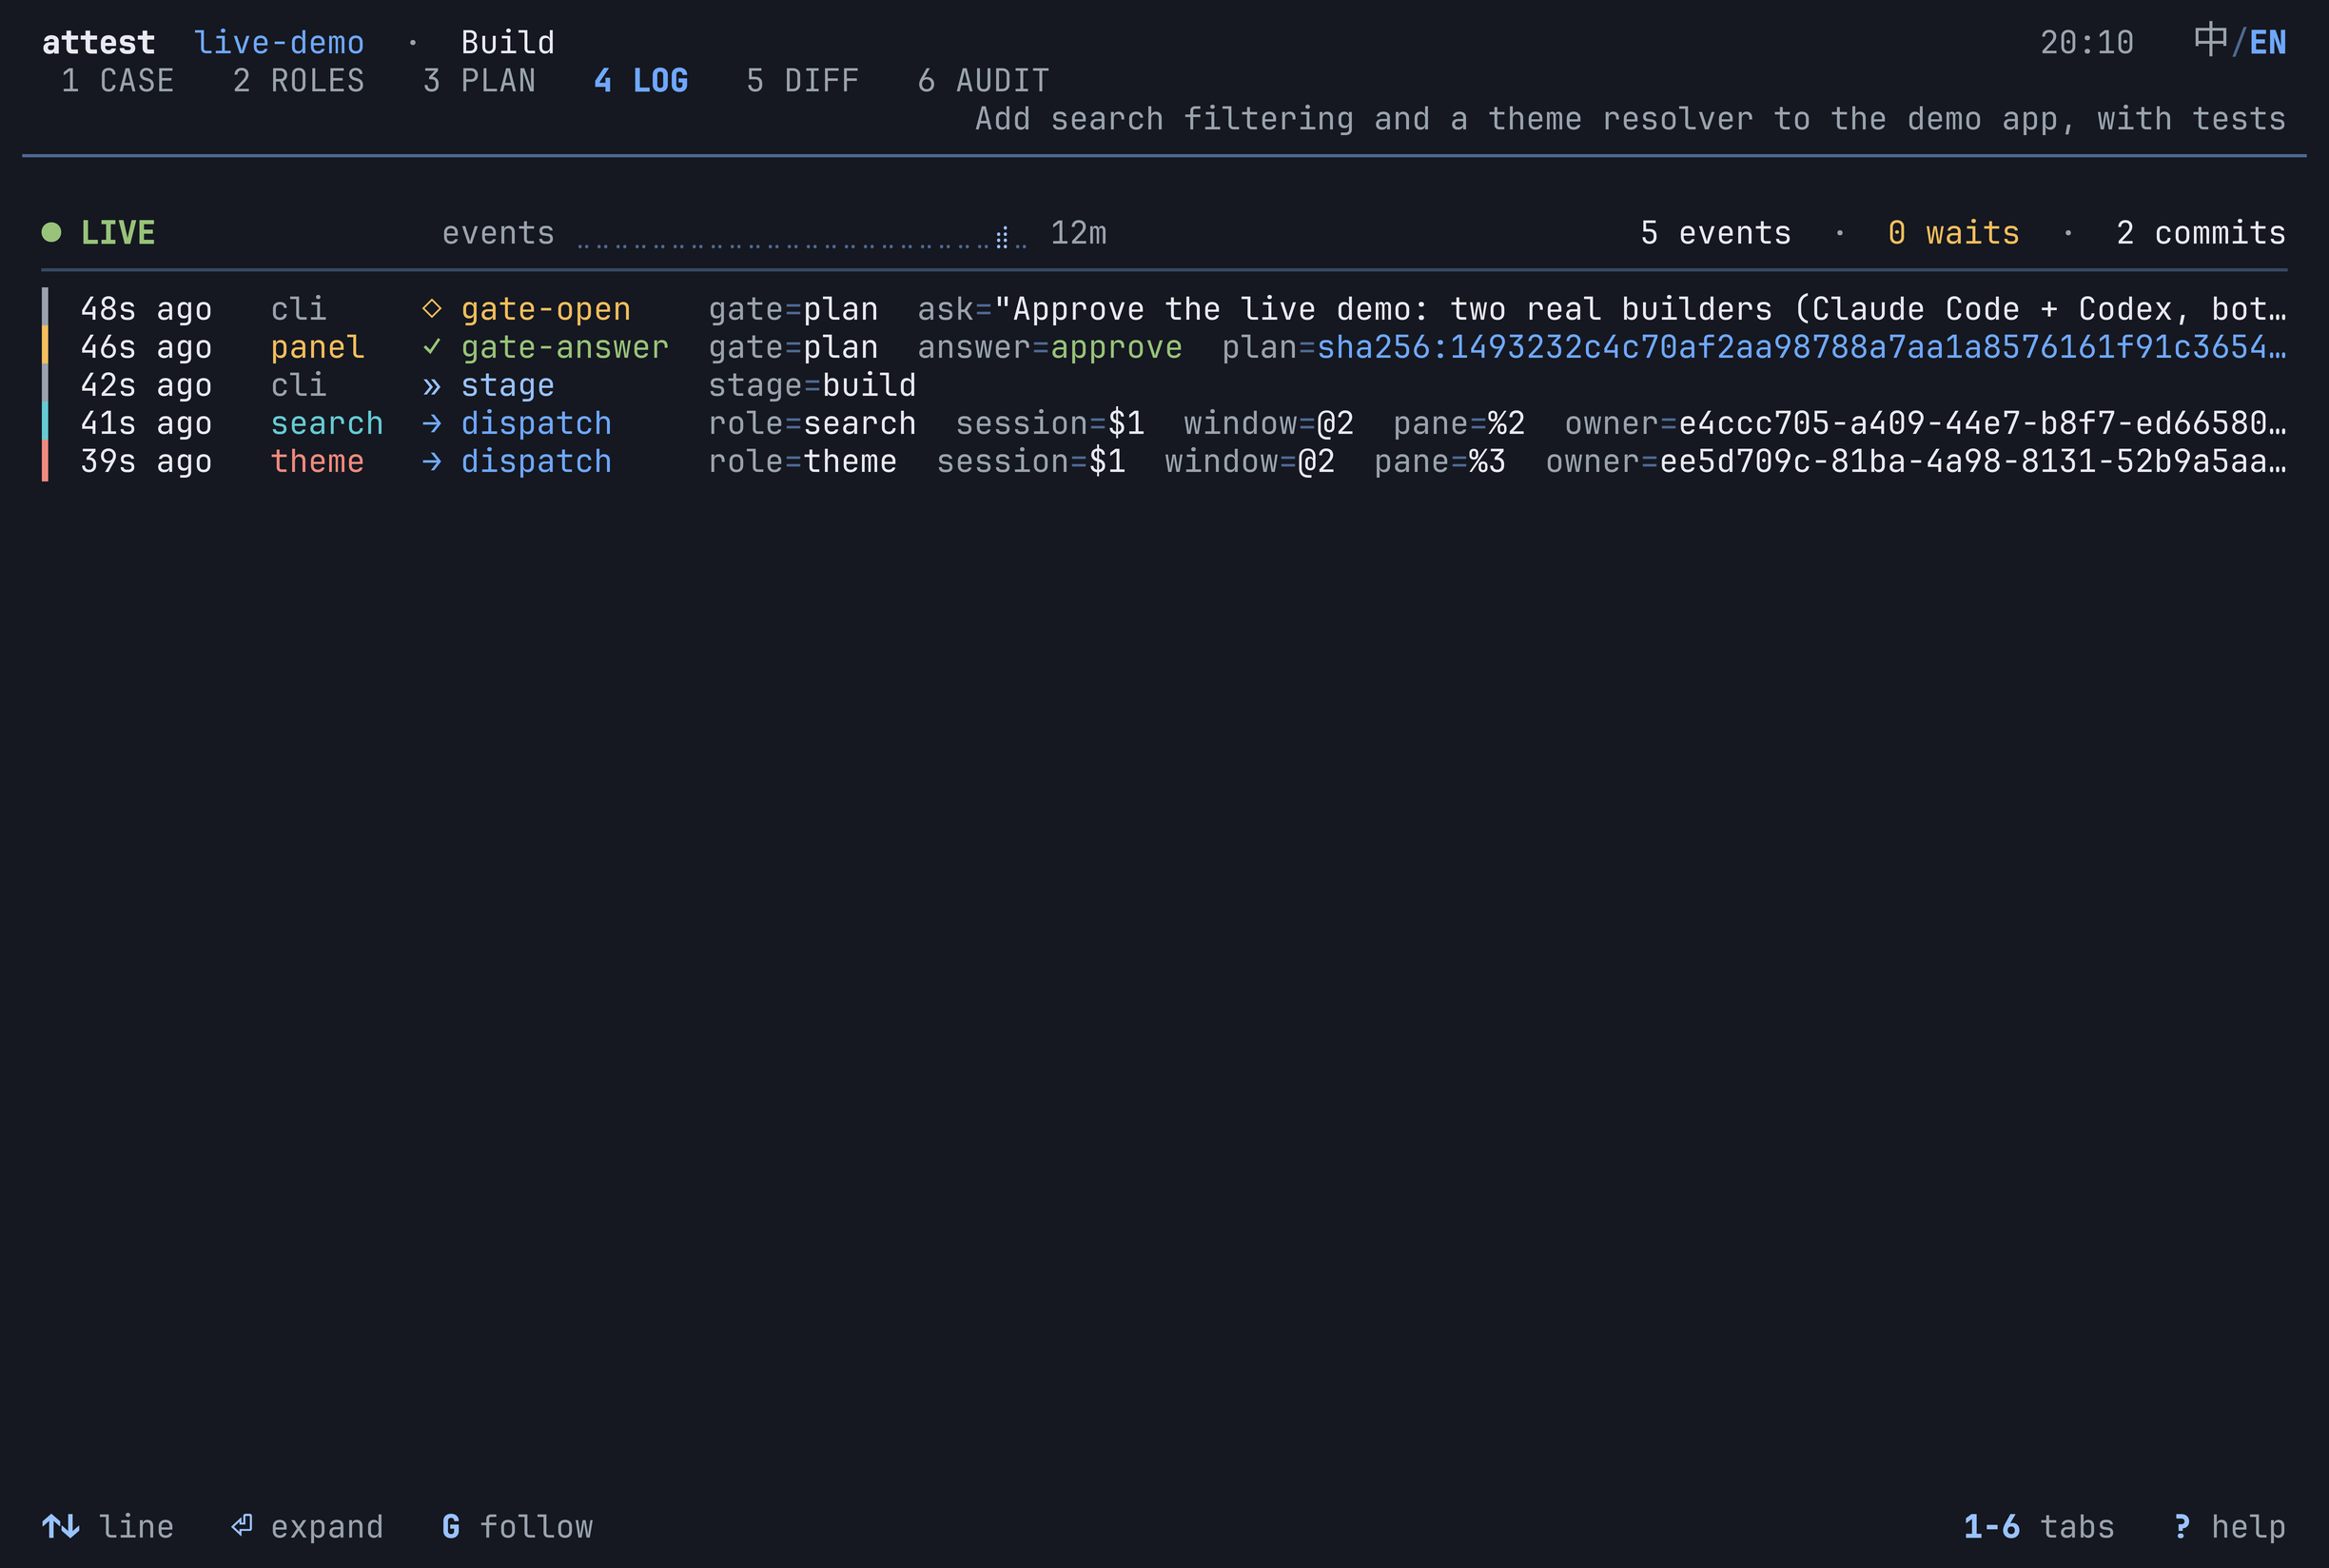 attest live-demo · Build 20:10 中/EN
1 CASE 2 ROLES 3 PLAN 4 LOG 5 DIFF 6 AUDIT
Add search filtering and a theme resolver to the demo app, with tests
● LIVE events 12m 5 events · 0 waits · 2 commits
48s ago cli ◇ gate-open gate=plan ask="Approve the live demo: two real builders (Claude Code + Codex, bot…
46s ago panel ✓ gate-answer gate=plan answer=approve plan=sha256:1493232c4c70af2aa98788a7aa1a8576161f91c3654…
42s ago cli » stage stage=build
41s ago search → dispatch role=search session=$1 window=@2 pane=%2 owner=e4ccc705-a409-44e7-b8f7-ed66580…
39s ago theme → dispatch role=theme session=$1 window=@2 pane=%3 owner=ee5d709c-81ba-4a98-8131-52b9a5aa…
↑↓ line ⏎ expand G follow 1-6 tabs ? help